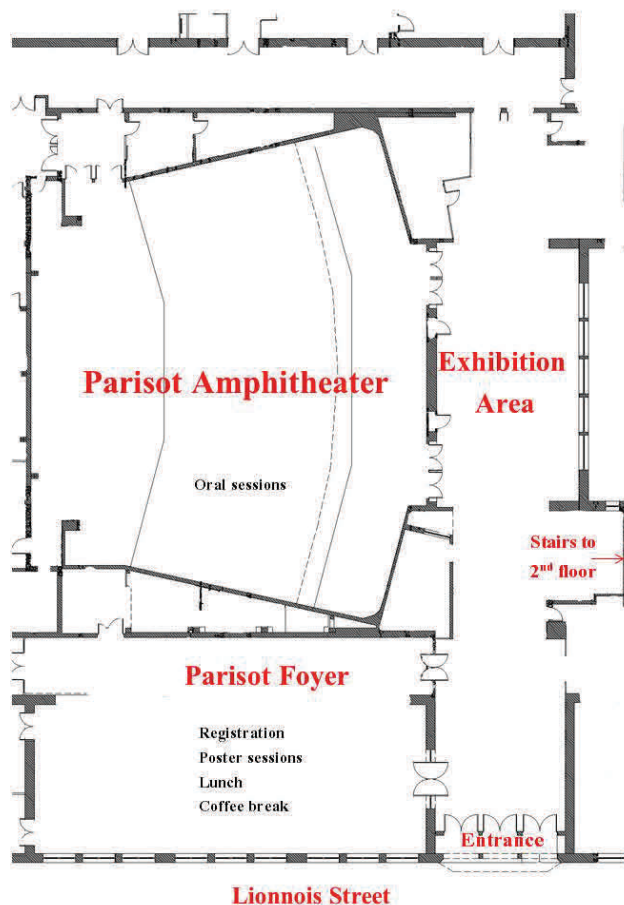 Parisot Amphitheater
Exhibition
Area
Oral sessions
Stairs to
2nd floor
Parisot Foyer
Registration
Poster sessions
Lunch
Coffee break
Entrance
Lionnois Street